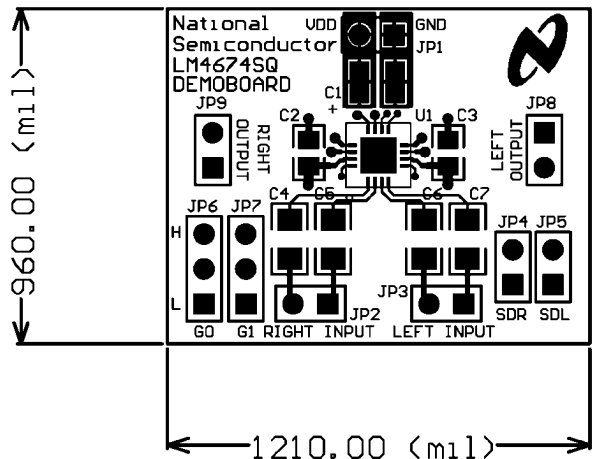 National
Semiconductor
LM4674SQ
DEMOBOARD
VDD
GND
JP1
C1
+
JP9
RIGHT
OUTPUT
C2
U1
C3
JP8
LEFT
OUTPUT
C4
C5
C6
C7
JP6
JP7
JP4
JP5
H
L
G0
G1
JP2
RIGHT INPUT
JP3
LEFT INPUT
SDR
SDL
960.00 (mil)
1210.00 (mil)